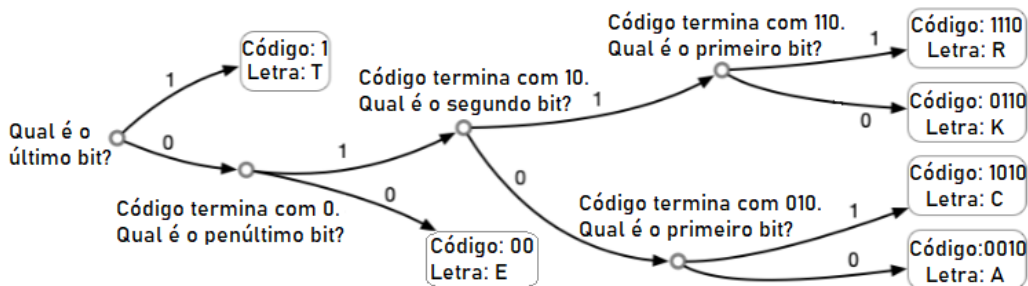 Qual é o
último bit?
1
0
Código: 1
Letra: T
Código termina com 0.
Qual é o penúltimo bit?
1
0
Código: 00
Letra: E
Código termina com 10.
Qual é o segundo bit?
1
0
Código termina com 110.
Qual é o primeiro bit?
1
0
Código: 1110
Letra: R
Código: 0110
Letra: K
Código termina com 010.
Qual é o primeiro bit?
1
0
Código: 1010
Letra: C
Código:0010
Letra: A